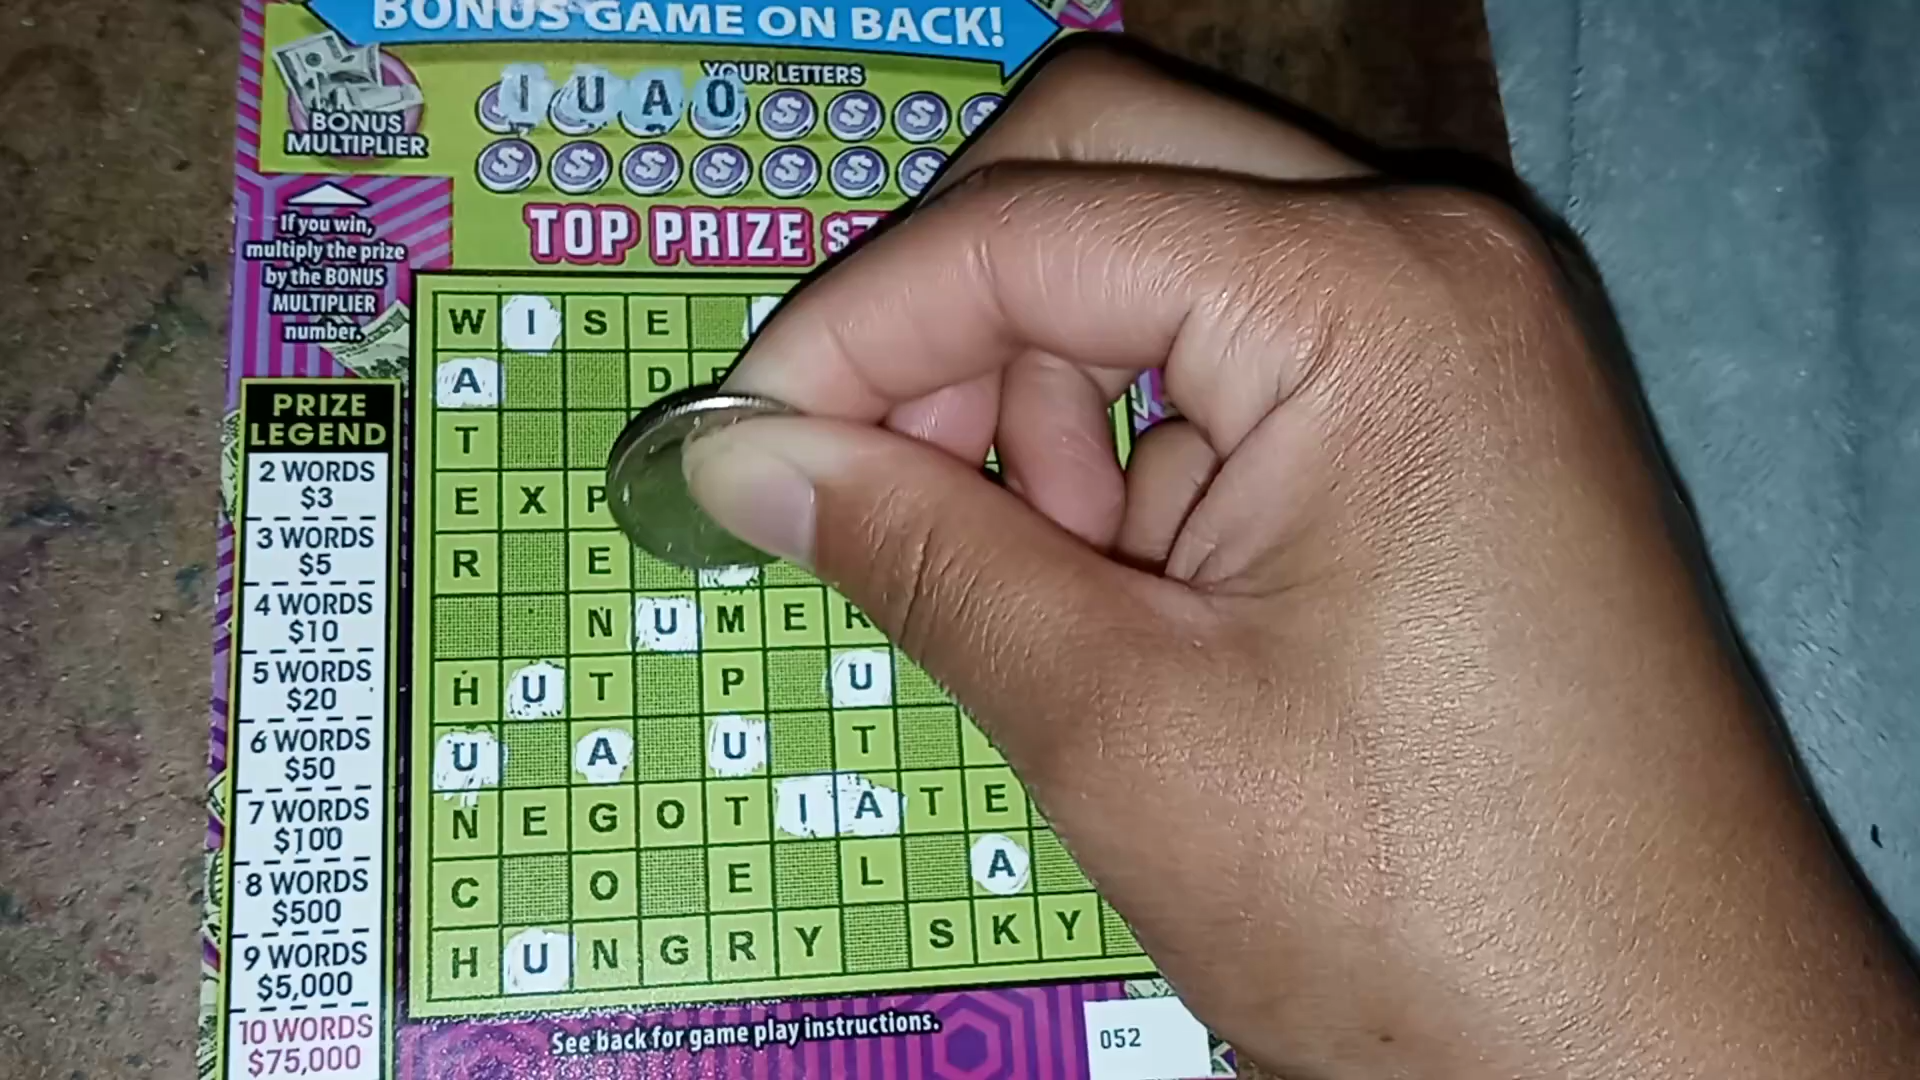 BONUS GAME ON BACK!
YOUR LETTERS
I U A O
BONUS
MULTIPLIER
TOP PRIZE $7
If you win,
multiply the prize
by the BONUS
MULTIPLIER
number.
PRIZE
LEGEND
2 WORDS
$3
3 WORDS
$5
4 WORDS
$10
5 WORDS
$20
6 WORDS
$50
7 WORDS
$100
8 WORDS
$500
9 WORDS
$5,000
10 WORDS
$75,000
W I S E
A D
T
E X P
R E
N U M E R
H U T P U
U A U T
N E G O T I A T E
C O E L A
H U N G R Y S K Y
See back for game play instructions.
052